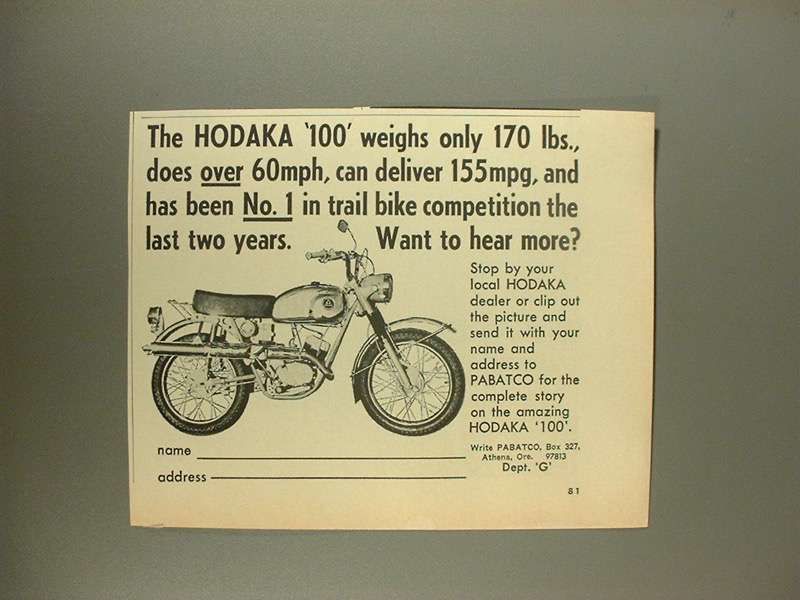 The HODAKA '100' weighs only 170 lbs.,
does over 60mph, can deliver 155mpg, and
has been No. 1 in trail bike competition the
last two years. Want to hear more?
Stop by your
local HODAKA
dealer or clip out
the picture and
send it with your
name and
address to
PABATCO for the
complete story
on the amazing
HODAKA '100'.
name
address
Write PABATCO, Box 327,
Athena, Ore. 97813
Dept. 'G'
81